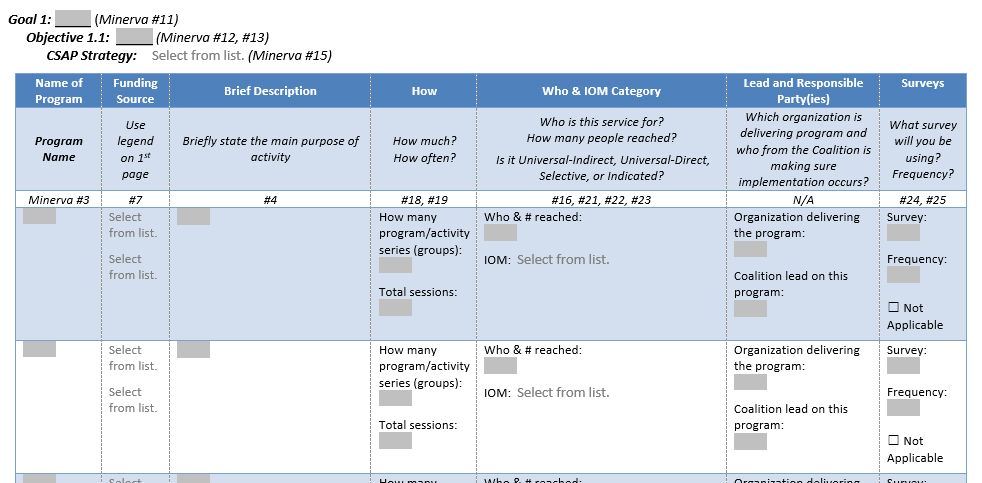 Goal 1: (Minerva #11)
Objective 1.1: (Minerva #12, #13)
CSAP Strategy: Select from list. (Minerva #15)
Name of Program
Funding Source
Brief Description
How
Who & IOM Category
Lead and Responsible Party(ies)
Surveys
Program
Name
Use
legend
on 1st
page
Briefly state the main purpose of
activity
How much?
How often?
Who is this service for?
How many people reached?
Is it Universal-Indirect, Universal-Direct,
Selective, or Indicated?
Which organization is
delivering program and
who from the Coalition is
making sure
implementation occurs?
What survey
will you be
using?
Frequency?
Minerva #3
#7
#4
#18, #19
#16, #21, #22, #23
N/A
#24, #25
Select
from list.
Select
from list.
How many
program/activity
series (groups):
Total sessions:
Who & # reached:
IOM: Select from list.
Organization delivering
the program:
Coalition lead on this
program:
Survey:
Frequency:
☐ Not
Applicable
Select
from list.
Select
from list.
How many
program/activity
series (groups):
Total sessions:
Who & # reached:
IOM: Select from list.
Organization delivering
the program:
Coalition lead on this
program:
Survey:
Frequency:
☐ Not
Applicable
Select
How many
Who & # reached:
Organization delivering
Survey: